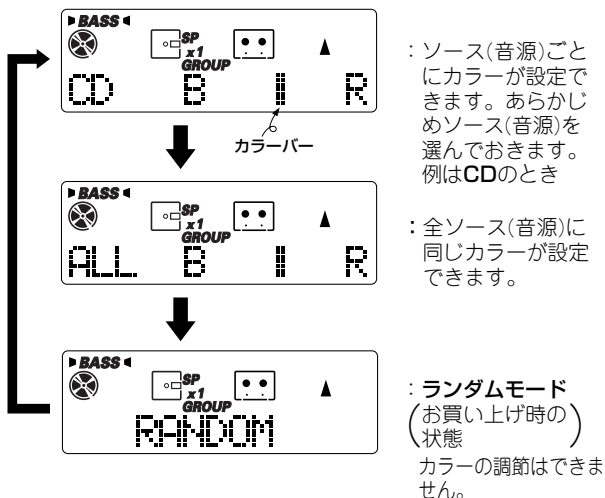 BASS
SP
x1
GROUP
CD B R
カラーバー
：ソース(音源)ごと
にカラーが設定で
きます。あらかじ
めソース(音源)を
選んでおきます。
例はCDのとき
BASS
SP
x1
GROUP
ALL. B R
：全ソース(音源)に
同じカラーが設定
できます。
BASS
SP
x1
GROUP
RANDOM
：ランダムモード
(お買い上げ時の
状態)
カラーの調節はできま
せん。